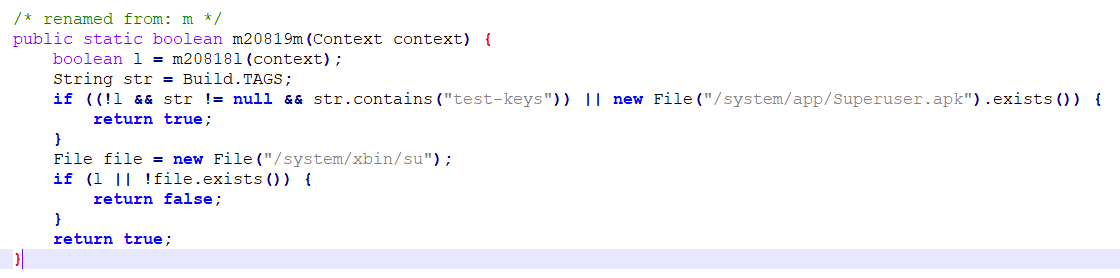 /* renamed from: m */
public static boolean m20819m(Context context) {
    boolean l = m20818l(context);
    String str = Build.TAGS;
    if ((!l && str != null && str.contains("test-keys")) || new File("/system/app/Superuser.apk").exists()) {
        return true;
    }
    File file = new File("/system/xbin/su");
    if (l || !file.exists()) {
        return false;
    }
    return true;
}